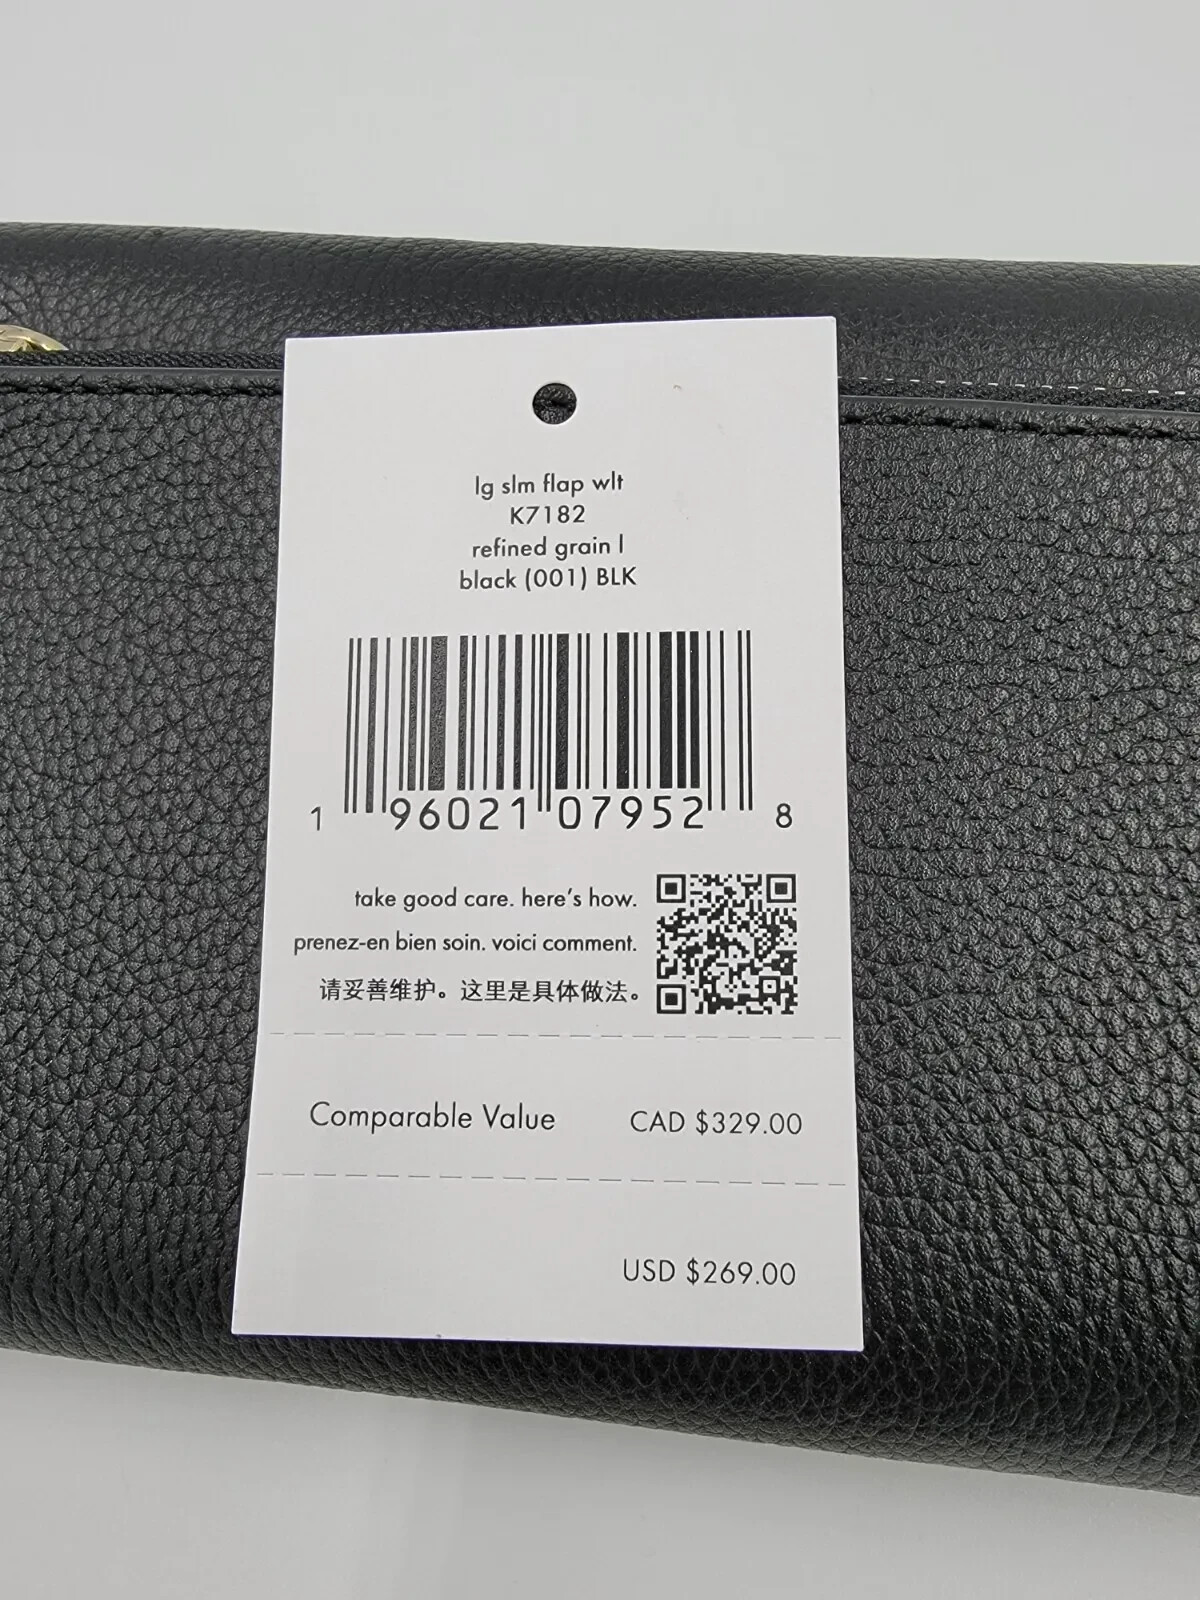 lg slm flap wlt
K7182
refined grain l
black (001) BLK
1 96021 07952 8
take good care. here's how.
prenez-en bien soin. voici comment.
请妥善维护。这里是具体做法。
Comparable Value CAD $329.00
USD $269.00